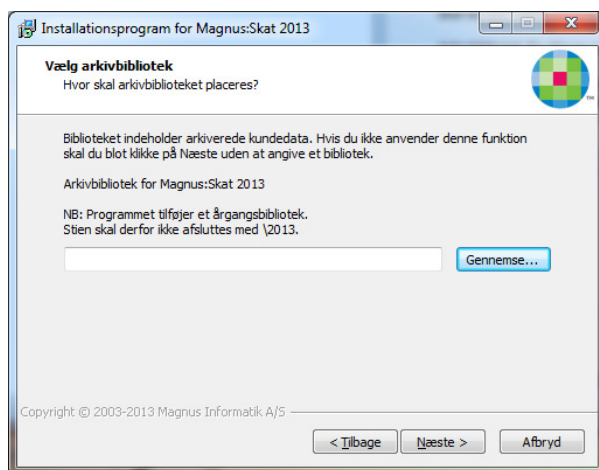 Installationsprogram for Magnus:Skat 2013
Vælg arkivbibliotek
Hvor skal arkivbiblioteket placeres?
TM
Biblioteket indeholder arkiverede kundedata. Hvis du ikke anvender denne funktion
skal du blot klikke på Næste uden at angive et bibliotek.
Arkivbibliotek for Magnus:Skat 2013
NB: Programmet tilføjer et årgangsbibliotek.
Stien skal derfor ikke afsluttes med \2013.
Gennemse...
Copyright © 2003-2013 Magnus Informatik A/S
< Tilbage
Næste >
Afbryd